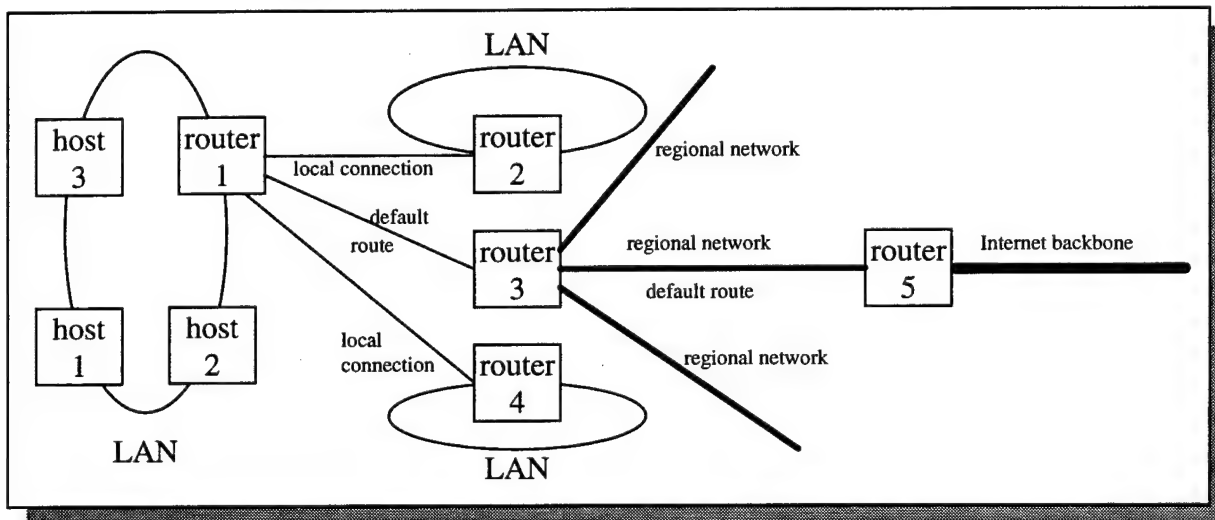 LAN
host
3
router
1
local connection
router
2
regional network
default
route
router
3
regional network
default route
router
5
Internet backbone
host
1
host
2
local
connection
router
4
regional network
LAN
LAN